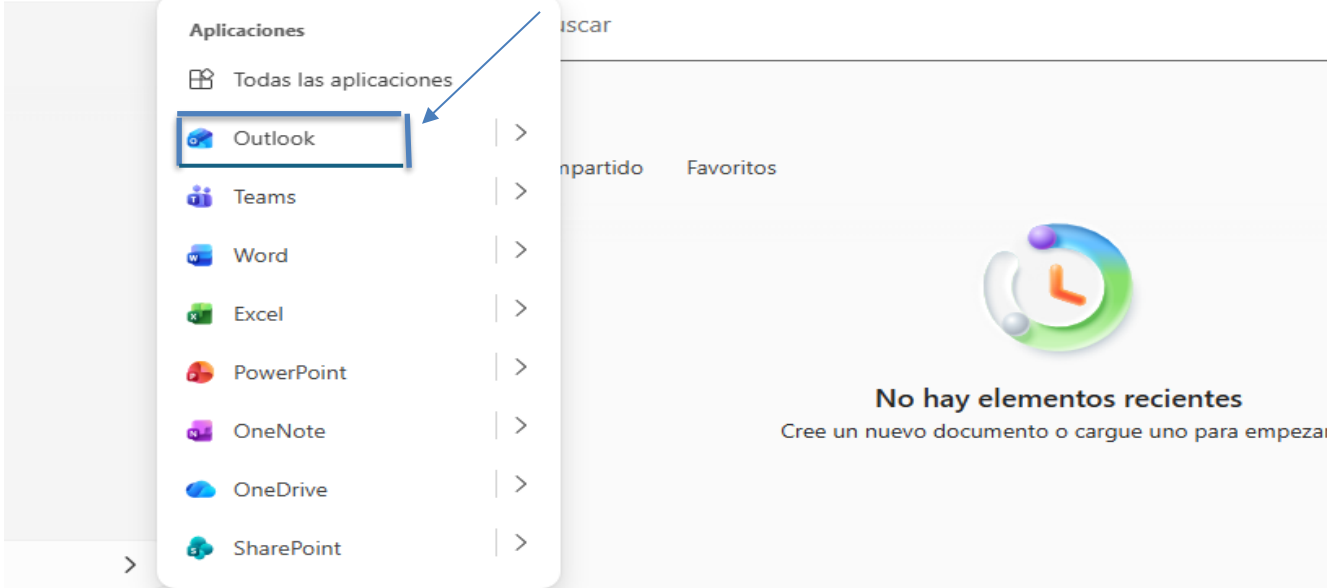 Aplicaciones
Todas las aplicaciones
Outlook
Teams
Word
Excel
PowerPoint
OneNote
OneDrive
SharePoint
uscar
mpartido
Favoritos
No hay elementos recientes
Cree un nuevo documento o cargue uno para empezar